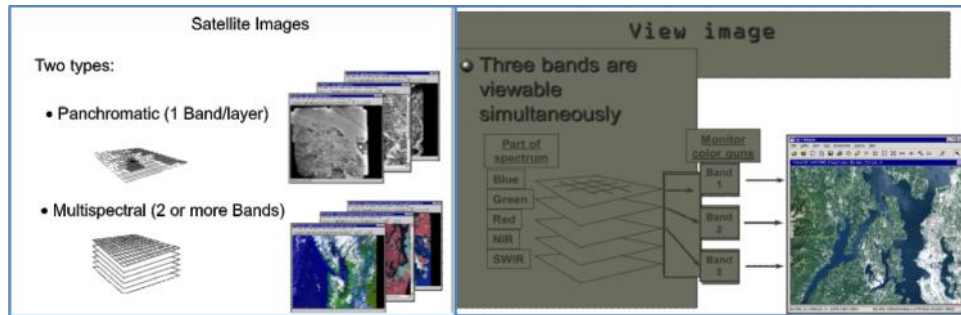 Satellite Images
Two types:
• Panchromatic (1 Band/layer)
• Multispectral (2 or more Bands)
View image
Three bands are
viewable
simultaneously
Part of
spectrum
Monitor
color guns
Blue
Green
Red
NIR
SWIR
Band
1
Band
2
Band
3